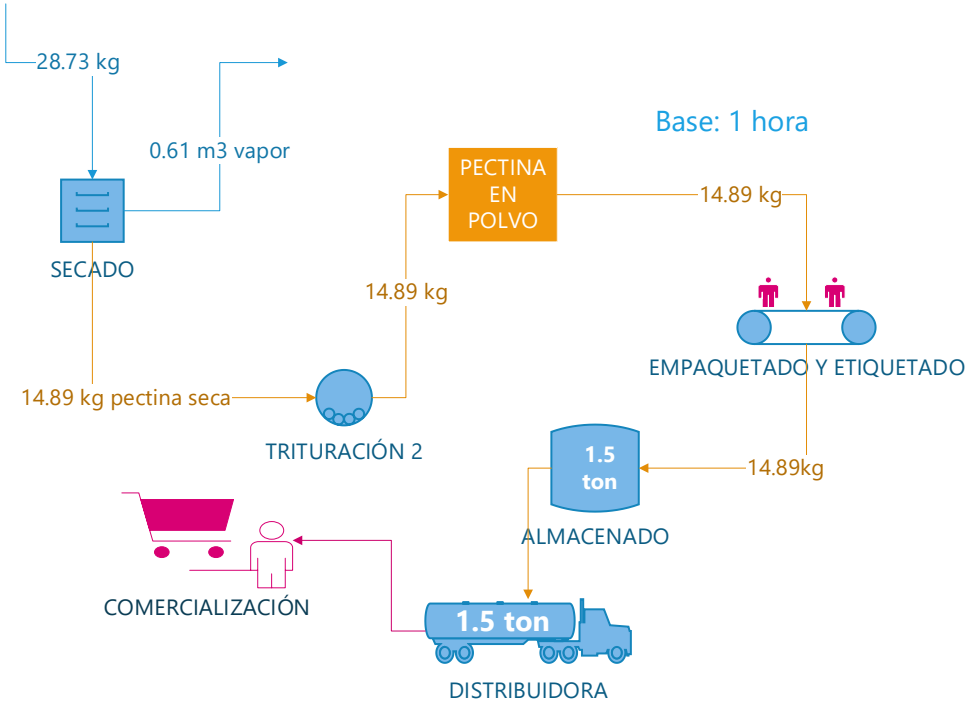 28.73 kg
Base: 1 hora
0.61 m3 vapor
PECTINA
EN
POLVO
14.89 kg
SECADO
14.89 kg
EMPAQUETADO Y ETIQUETADO
14.89 kg pectina seca
TRITURACIÓN 2
1.5
ton
14.89kg
ALMACENADO
COMERCIALIZACIÓN
1.5 ton
DISTRIBUIDORA